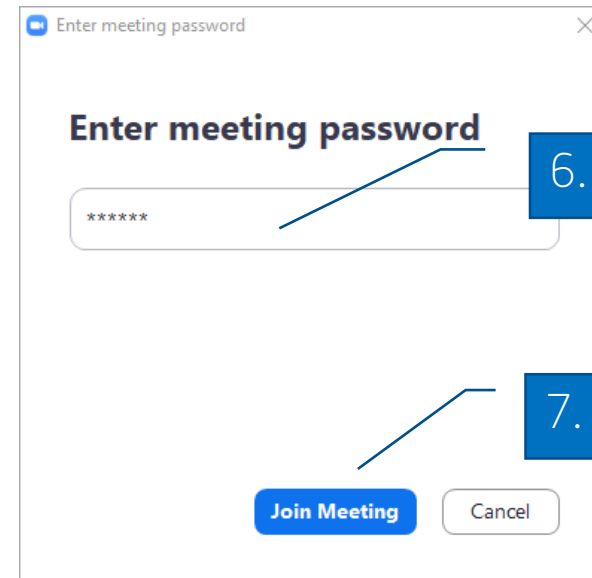 Enter meeting password
Enter meeting password
6.
******
7.
Join Meeting
Cancel